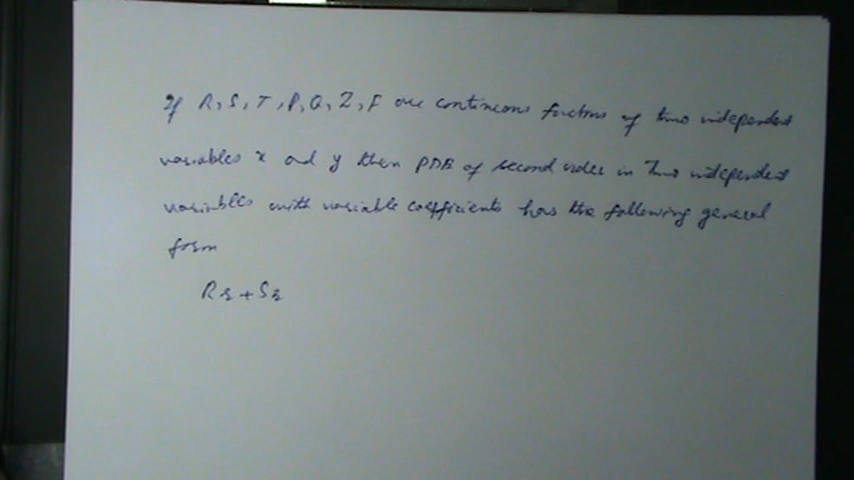 If R, S, T, P, Q, Z, F are continuous functions of two independent
variables x and y then PDE of second order in two independent
variables with variable coefficients has the following general
form
Rr + Ss